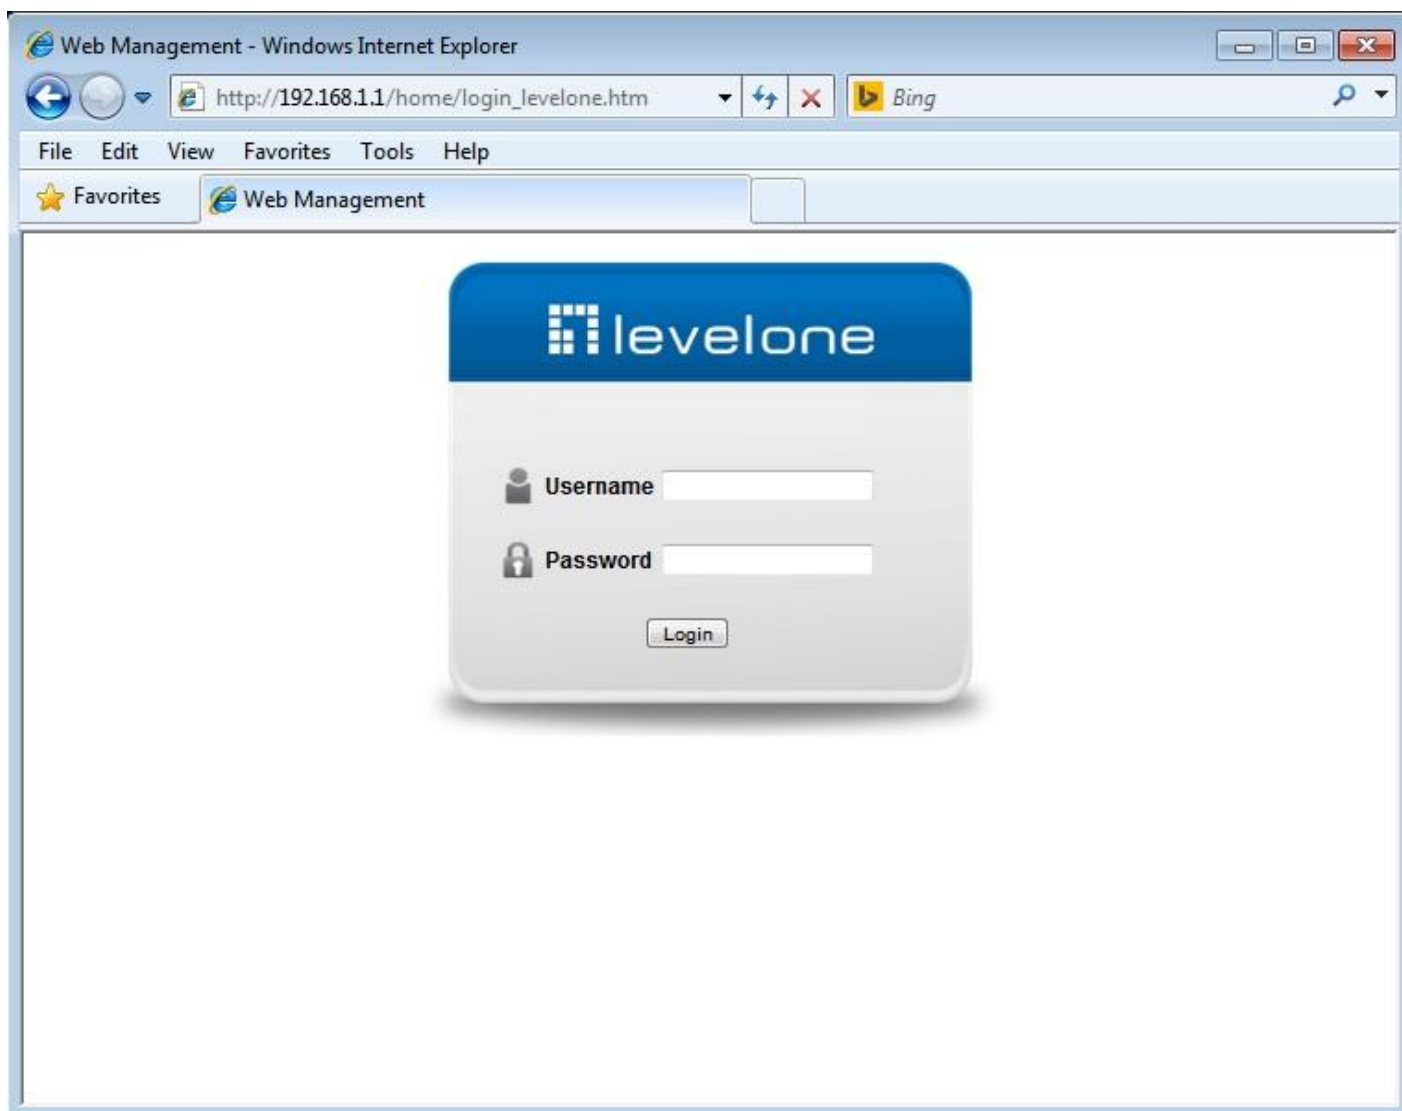 Web Management - Windows Internet Explorer
http://192.168.1.1/home/login_levelone.htm
Bing
File Edit View Favorites Tools Help
Favorites
Web Management
levelone
Username
Password
Login